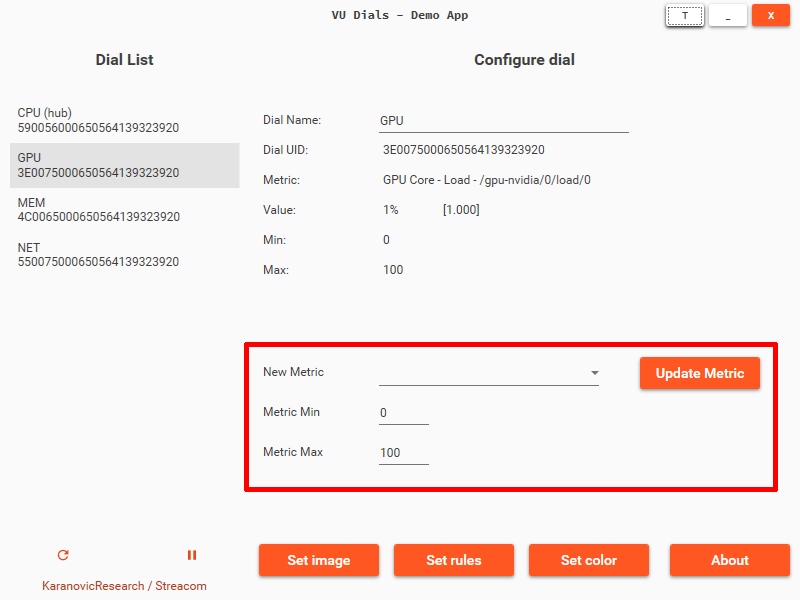 VU Dials - Demo App
T
_
X
Dial List
Configure dial
CPU (hub)
590056000650564139323920
GPU
3E0075000650564139323920
MEM
4C0065000650564139323920
NET
550075000650564139323920
Dial Name: GPU
Dial UID: 3E0075000650564139323920
Metric: GPU Core - Load - /gpu-nvidia/0/load/0
Value: 1% [1.000]
Min: 0
Max: 100
New Metric
Update Metric
Metric Min 0
Metric Max 100
Set image
Set rules
Set color
About
KaranovicResearch / Streacom